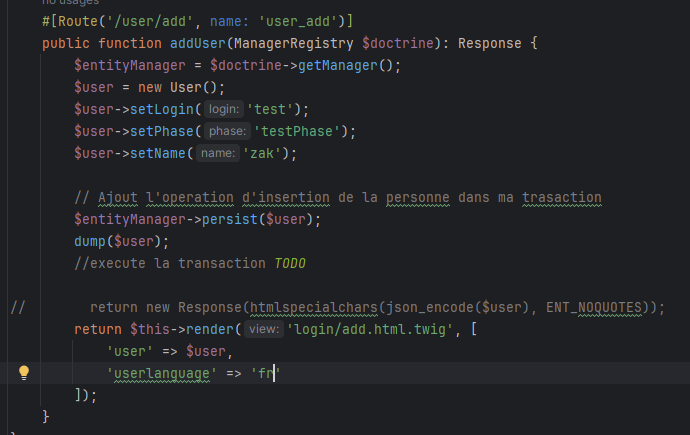 no usages
#[Route('/user/add', name: 'user_add')]
public function addUser(ManagerRegistry $doctrine): Response {
$entityManager = $doctrine->getManager();
$user = new User();
$user->setLogin( login: 'test');
$user->setPhase( phase: 'testPhase');
$user->setName( name: 'zak');
// Ajout l'operation d'insertion de la personne dans ma trasaction
$entityManager->persist($user);
dump($user);
//execute la transaction TODO
// return new Response(htmlspecialchars(json_encode($user), ENT_NOQUOTES));
return $this->render( view: 'login/add.html.twig', [
'user' => $user,
'userlanguage' => 'fr'
]);
}